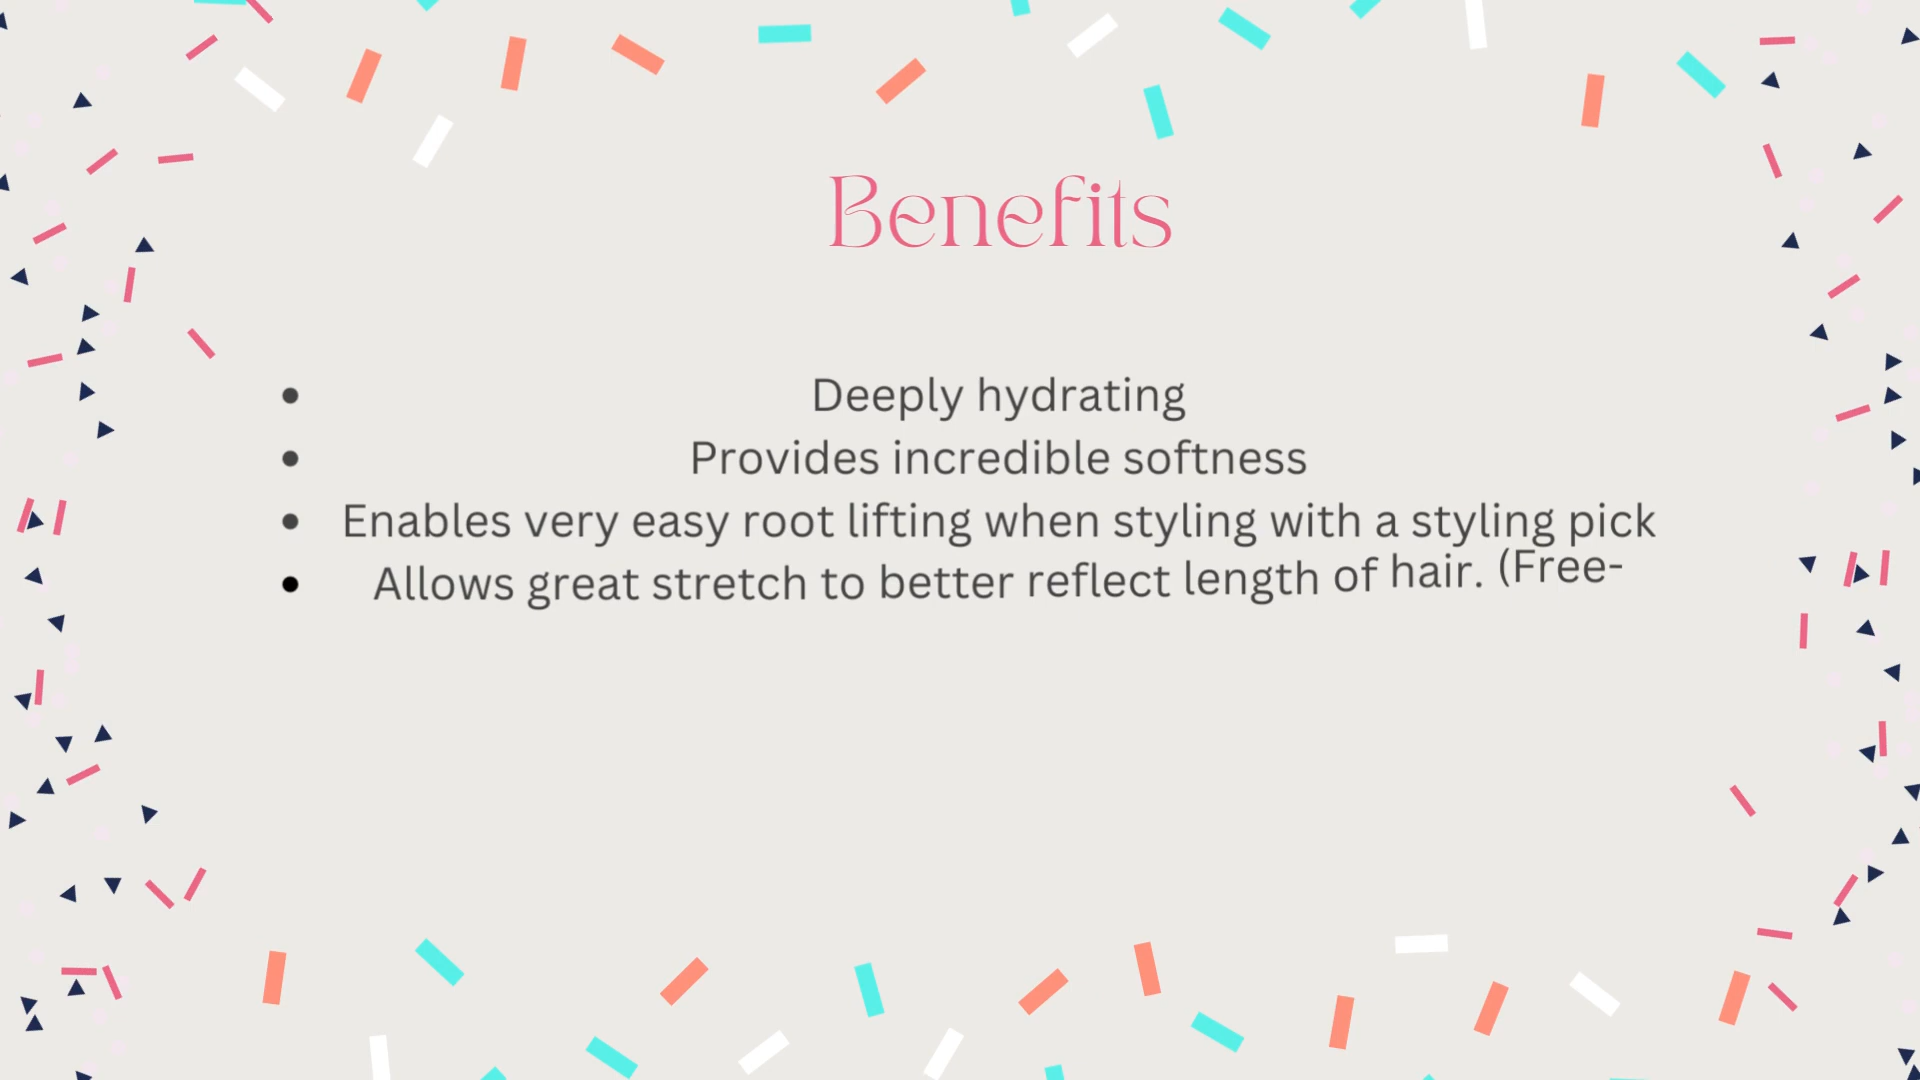 Benefits
• Deeply hydrating
• Provides incredible softness
• Enables very easy root lifting when styling with a styling pick
• Allows great stretch to better reflect length of hair. (Free-